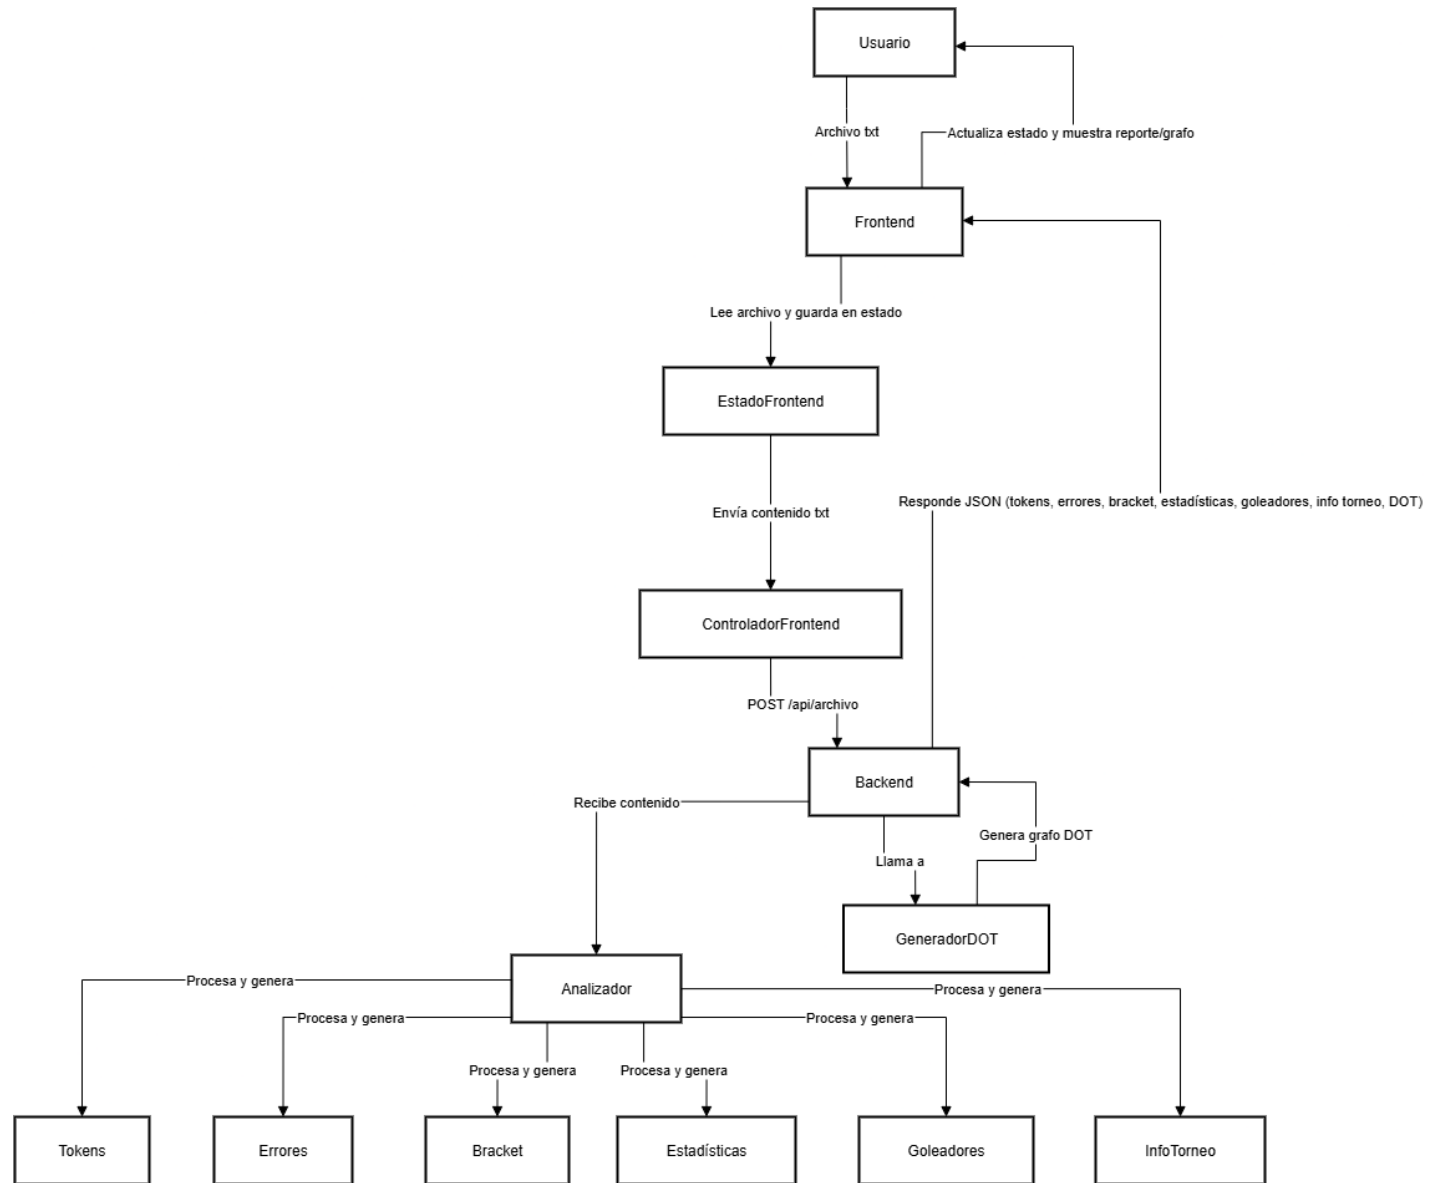 Usuario
Archivo txt
Actualiza estado y muestra reporte/grafo
Frontend
Lee archivo y guarda en estado
EstadoFrontend
Responde JSON (tokens, errores, bracket, estadísticas, goleadores, info torneo, DOT)
Envía contenido txt
ControladorFrontend
POST /api/archivo
Backend
Recibe contenido
Genera grafo DOT
Llama a
GeneradorDOT
Procesa y genera
Analizador
Procesa y genera
Procesa y genera
Procesa y genera
Procesa y genera
Procesa y genera
Tokens
Errores
Bracket
Estadísticas
Goleadores
InfoTorneo